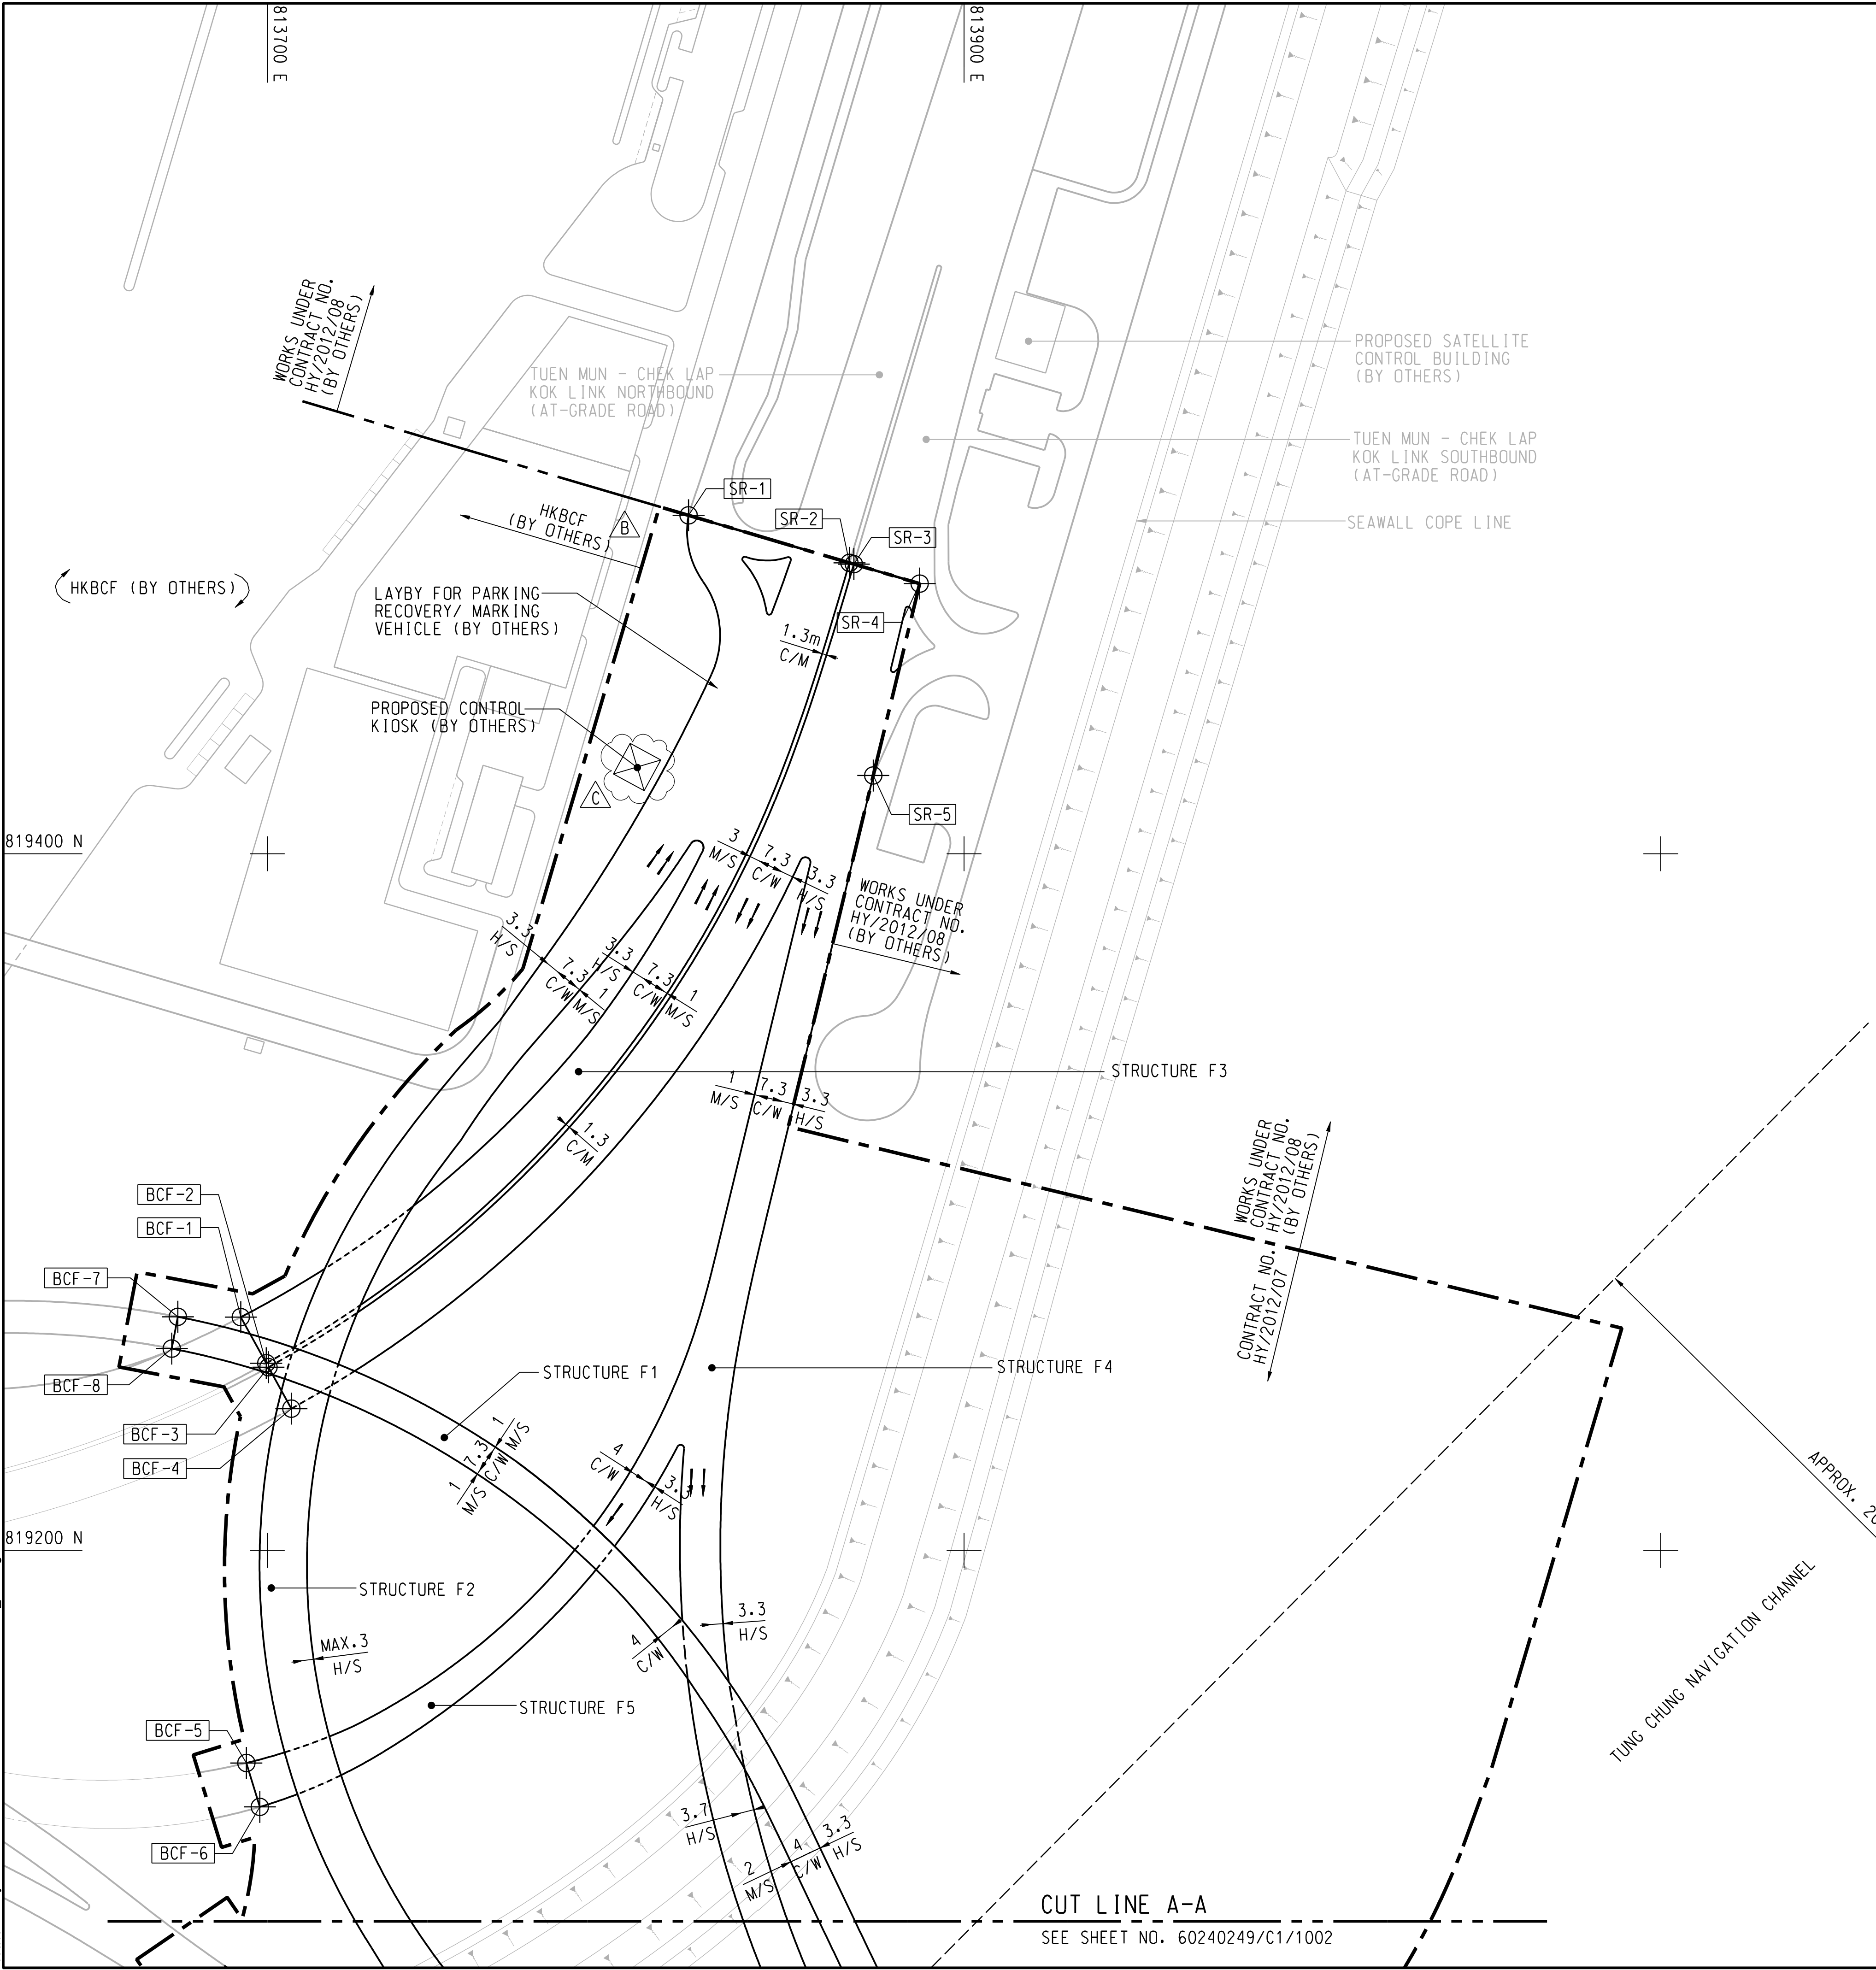 813700 E
813900 E
WORKS UNDER
CONTRACT NO.
HY/2012/08
(BY OTHERS)
TUEN MUN - CHEK LAP
KOK LINK NORTHBOUND
(AT-GRADE ROAD)
PROPOSED SATELLITE
CONTROL BUILDING
(BY OTHERS)
TUEN MUN - CHEK LAP
KOK LINK SOUTHBOUND
(AT-GRADE ROAD)
SEAWALL COPE LINE
SR-1
SR-2
SR-3
HKBCF
(BY OTHERS)
B
HKBCF (BY OTHERS)
LAYBY FOR PARKING
RECOVERY/ MARKING
VEHICLE (BY OTHERS)
SR-4
1.3m
C/M
PROPOSED CONTROL
KIOSK (BY OTHERS)
C
SR-5
819400 N
3
M/S
7.3
C/W
3.3
H/S
WORKS UNDER
CONTRACT NO.
HY/2012/08
(BY OTHERS)
3.3
H/S
7.3
C/W
1
M/S
3.3
H/S
7.3
C/W
1
M/S
STRUCTURE F3
1
M/S
7.3
C/W
3.3
H/S
1.3
C/M
WORKS UNDER
CONTRACT NO.
HY/2012/08
(BY OTHERS)
CONTRACT NO.
HY/2012/07
BCF-2
BCF-1
BCF-7
BCF-8
BCF-3
BCF-4
STRUCTURE F1
STRUCTURE F4
1
M/S
7.3
C/W
1
M/S
4
C/W
3.3
H/S
APPROX. 20
819200 N
STRUCTURE F2
3.3
H/S
4
C/W
MAX.3
H/S
TUNG CHUNG NAVIGATION CHANNEL
STRUCTURE F5
BCF-5
BCF-6
3.7
H/S
2
M/S
4
C/W
3.3
H/S
CUT LINE A-A
SEE SHEET NO. 60240249/C1/1002